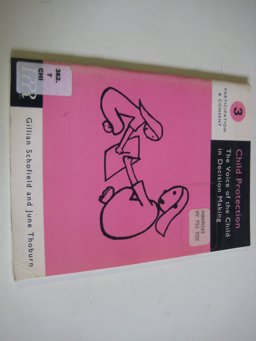 3
PARTICIPATION
& CONSENT
Child Protection
The Voice of the Child
in Decision Making
362.
7
CHI
Gillian Schofield and June Thoburn